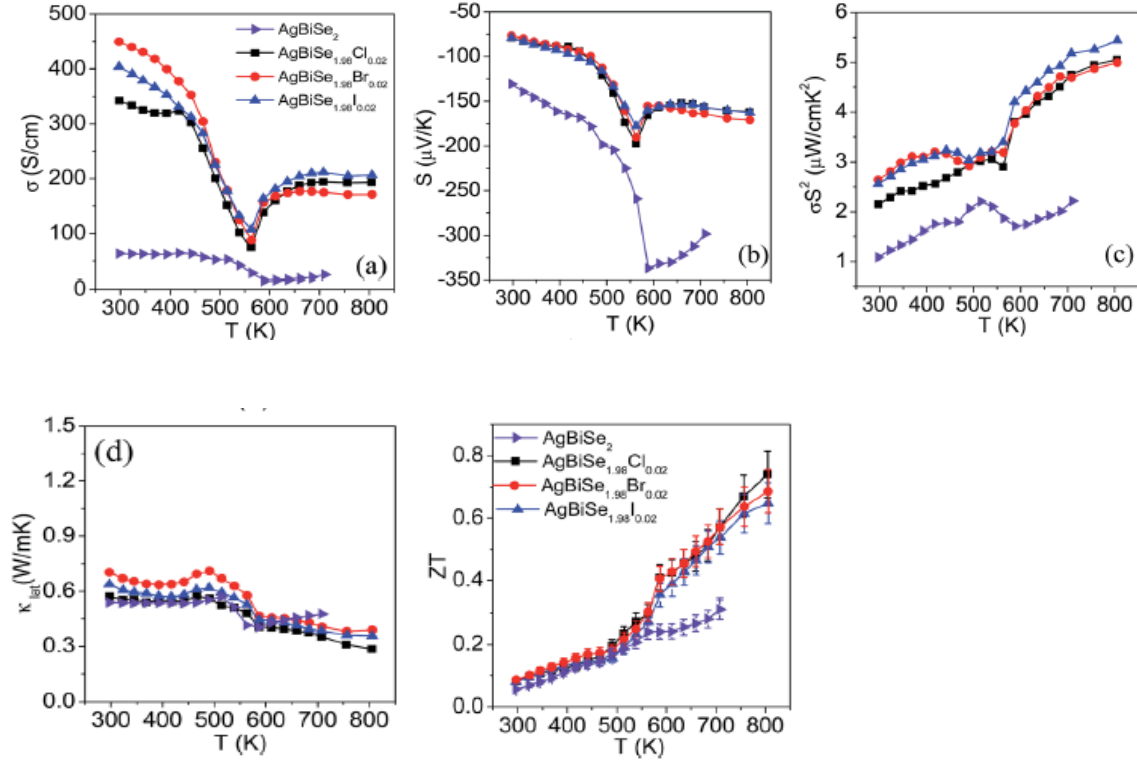 500
400
300
200
100
0
σ (S/cm)
AgBiSe2
AgBiSe1.98Cl0.02
AgBiSe1.98Br0.02
AgBiSe1.98I0.02
(a)
300 400 500 600 700 800
T (K)
-50
-100
-150
-200
-250
-300
-350
S (μV/K)
(b)
300 400 500 600 700 800
T (K)
6
5
4
3
2
1
σS² (μW/cmK²)
(c)
300 400 500 600 700 800
T (K)
1.5
1.2
0.9
0.6
0.3
0.0
κlat(W/mK)
(d)
300 400 500 600 700 800
T (K)
0.8
0.6
0.4
0.2
0.0
ZT
AgBiSe2
AgBiSe1.98Cl0.02
AgBiSe1.98Br0.02
AgBiSe1.98I0.02
300 400 500 600 700 800
T (K)